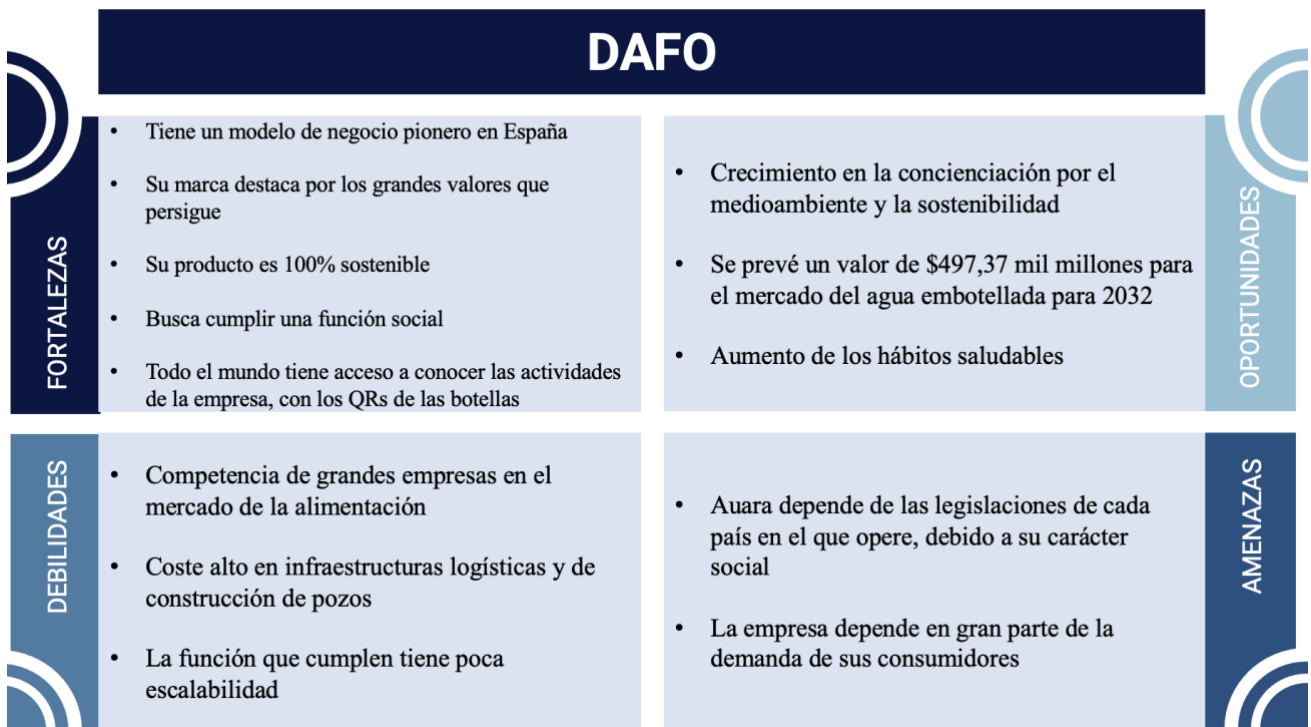 DAFO
FORTALEZAS
• Tiene un modelo de negocio pionero en España
• Su marca destaca por los grandes valores que
persigue
• Su producto es 100% sostenible
• Busca cumplir una función social
• Todo el mundo tiene acceso a conocer las actividades
de la empresa, con los QRs de las botellas
OPORTUNIDADES
• Crecimiento en la concienciación por el
medioambiente y la sostenibilidad
• Se prevé un valor de $497,37 mil millones para
el mercado del agua embotellada para 2032
• Aumento de los hábitos saludables
DEBILIDADES
• Competencia de grandes empresas en el
mercado de la alimentación
• Coste alto en infraestructuras logísticas y de
construcción de pozos
• La función que cumplen tiene poca
escalabilidad
AMENAZAS
• Auara depende de las legislaciones de cada
país en el que opere, debido a su carácter
social
• La empresa depende en gran parte de la
demanda de sus consumidores